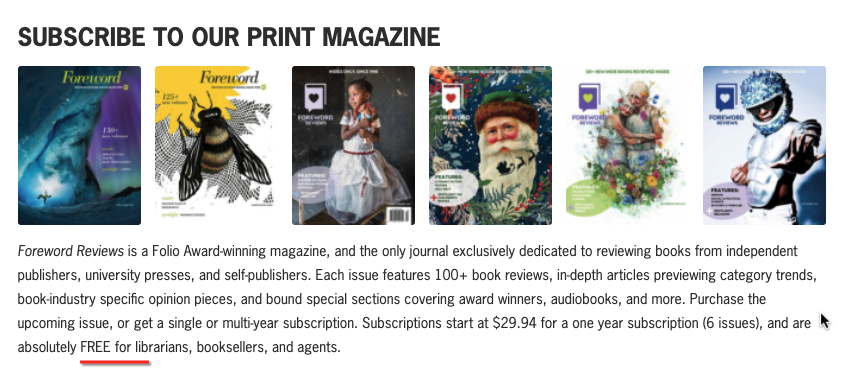 SUBSCRIBE TO OUR PRINT MAGAZINE
Foreword
130+
Foreword
125+
FOREWORD
REVIEWS
FEATURES:
FOREWORD
REVIEWS
FEATURES:
FOREWORD
REVIEWS
FOREWORD
REVIEWS
FEATURES:
Foreword Reviews is a Folio Award-winning magazine, and the only journal exclusively dedicated to reviewing books from independent
publishers, university presses, and self-publishers. Each issue features 100+ book reviews, in-depth articles previewing category trends,
book-industry specific opinion pieces, and bound special sections covering award winners, audiobooks, and more. Purchase the
upcoming issue, or get a single or multi-year subscription. Subscriptions start at $29.94 for a one year subscription (6 issues), and are
absolutely FREE for librarians, booksellers, and agents.